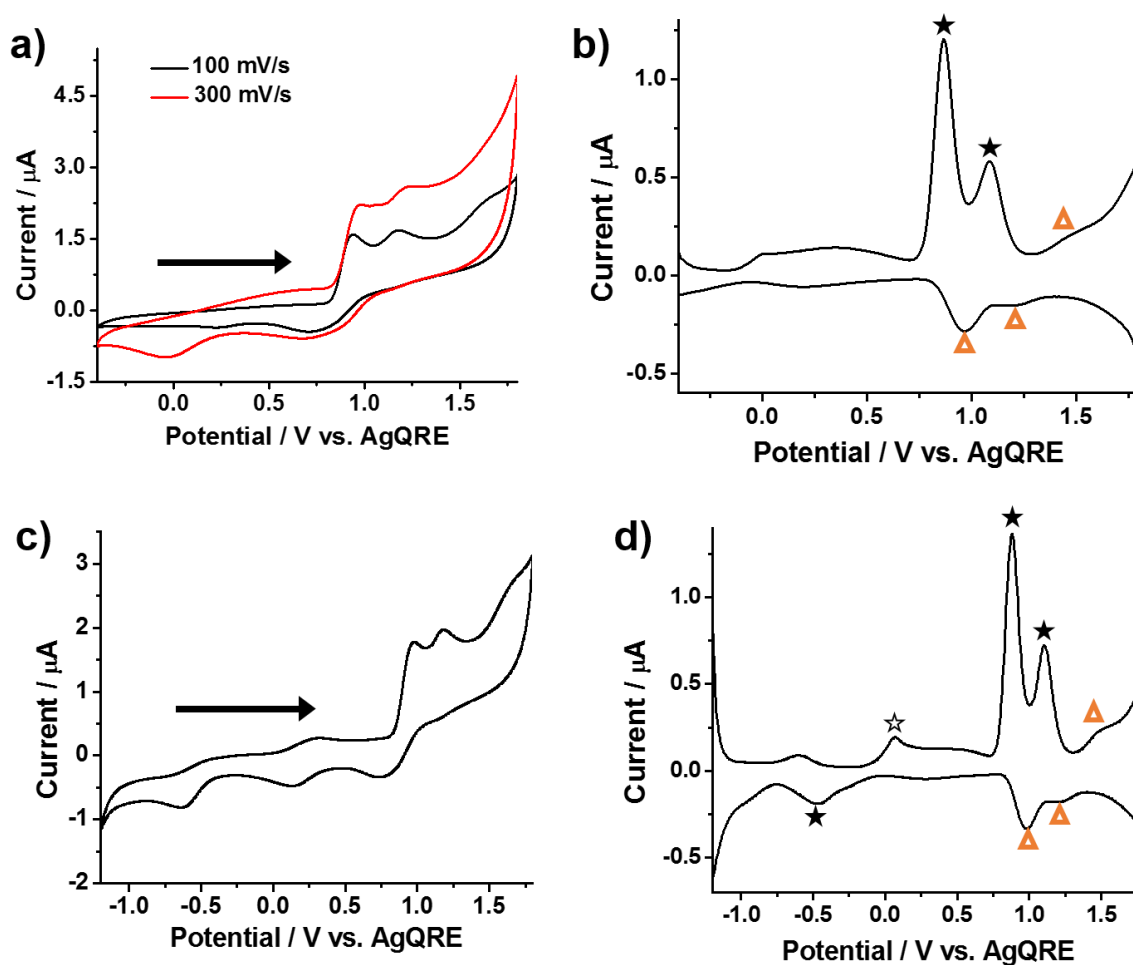 a)
100 mV/s
300 mV/s
4.5
3.0
1.5
0.0
-1.5
Current / μA
0.0
0.5
1.0
1.5
Potential / V vs. AgQRE
b)
1.0
0.5
0.0
-0.5
Current / μA
0.0
0.5
1.0
1.5
Potential / V vs. AgQRE
c)
3
2
1
0
-1
-2
Current / μA
-1.0
-0.5
0.0
0.5
1.0
1.5
Potential / V vs. AgQRE
d)
1.0
0.5
0.0
-0.5
Current / μA
-1.0
-0.5
0.0
0.5
1.0
1.5
Potential / V vs. AgQRE